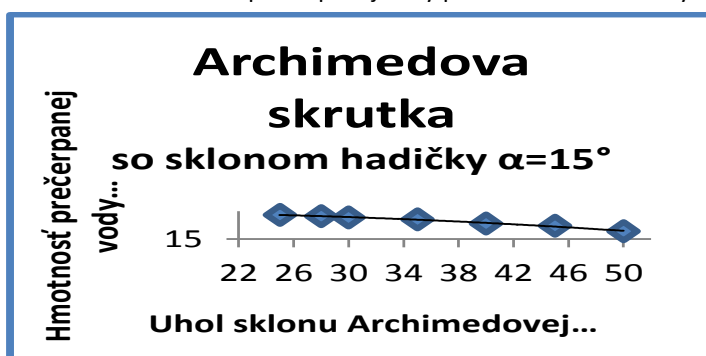 Archimedova
skrutka
so sklonom hadičky α=15°
Hmotnosť prečerpanej
vody...
15
22 26 30 34 38 42 46 50
Uhol sklonu Archimedovej...